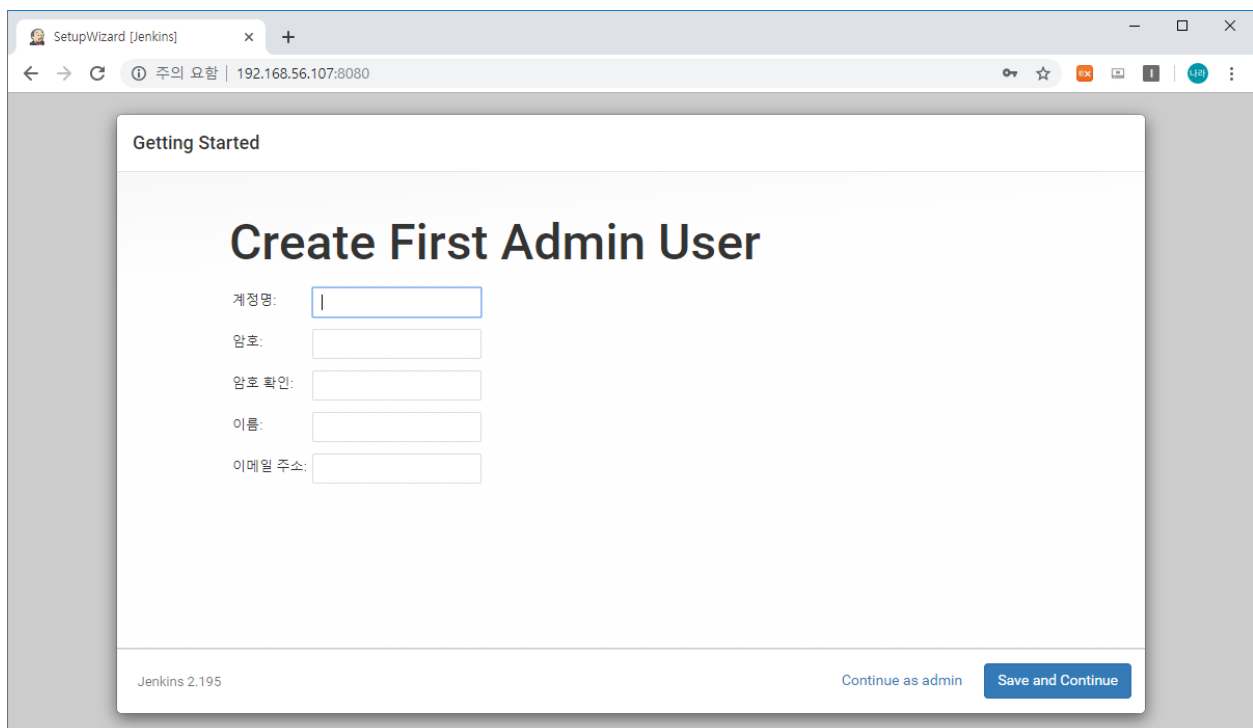 SetupWizard [Jenkins]
주의 요함 | 192.168.56.107:8080
나라
Getting Started
Create First Admin User
계정명:
암호:
암호 확인:
이름:
이메일 주소:
Jenkins 2.195
Continue as admin
Save and Continue